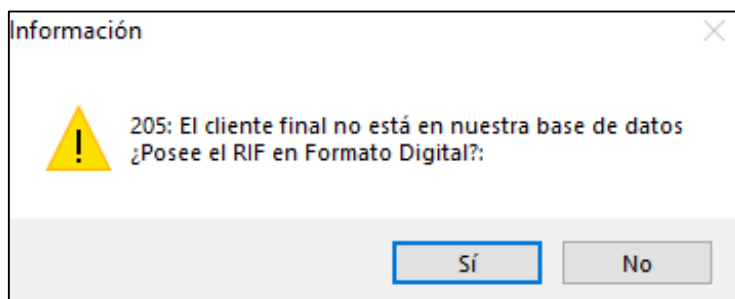 Información
205: El cliente final no está en nuestra base de datos
¿Posee el RIF en Formato Digital?:
Sí
No